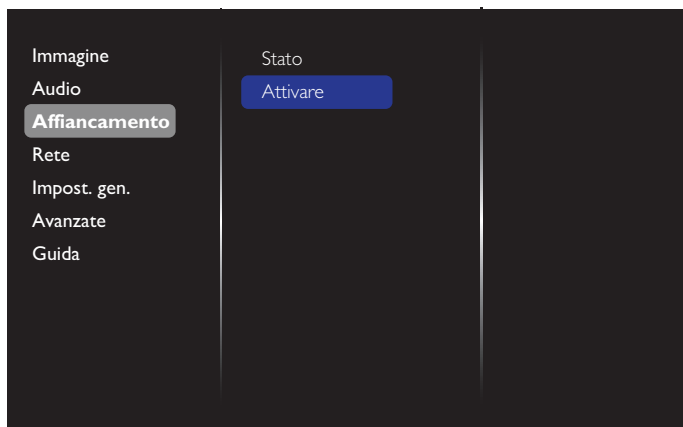 Immagine
Audio
Affiancamento
Rete
Impost. gen.
Avanzate
Guida
Stato
Attivare